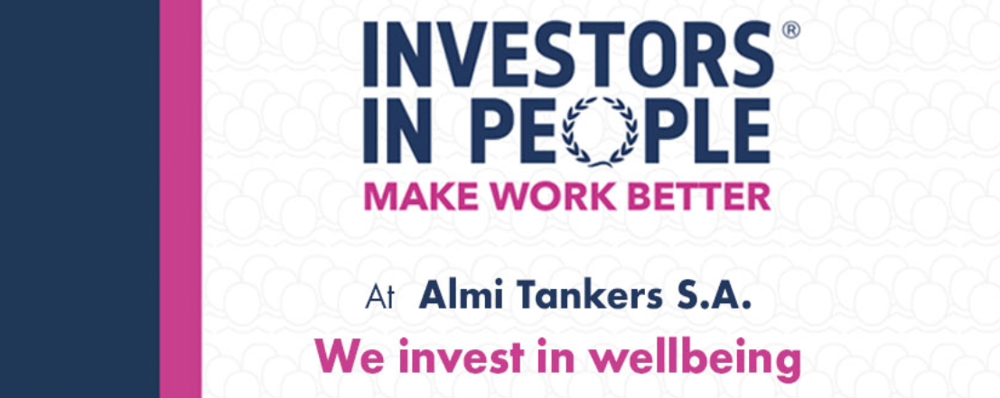 INVESTORS®
IN PEOPLE
MAKE WORK BETTER
At Almi Tankers S.A.
We invest in wellbeing